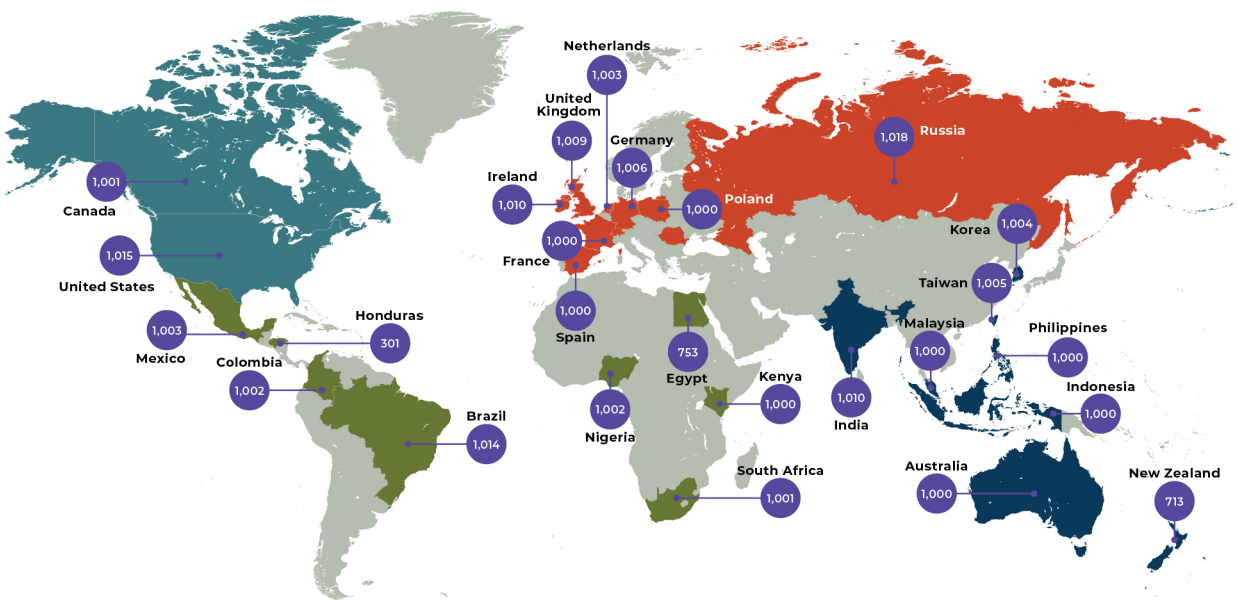 Netherlands
1,003
United
Kingdom
1,009
Germany
1,006
Ireland
1,010
1,018
Russia
1,000
Poland
1,001
Canada
1,004
Korea
1,000
France
1,015
United States
Taiwan
1,005
1,000
Spain
Honduras
301
1,003
Mexico
Malaysia
1,000
Philippines
1,000
753
Egypt
Colombia
1,002
Kenya
1,000
1,010
India
Indonesia
1,000
1,002
Nigeria
Brazil
1,014
South Africa
1,001
Australia
1,000
New Zealand
713